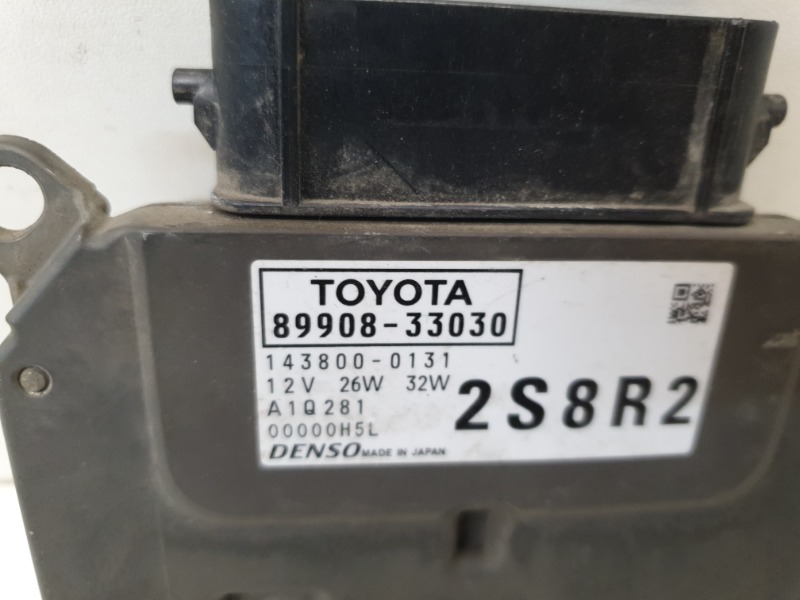 TOYOTA
89908-33030
143800-0131
12V 26W 32W
A1Q281
00000H5L
2S8R2
DENSO MADE IN JAPAN